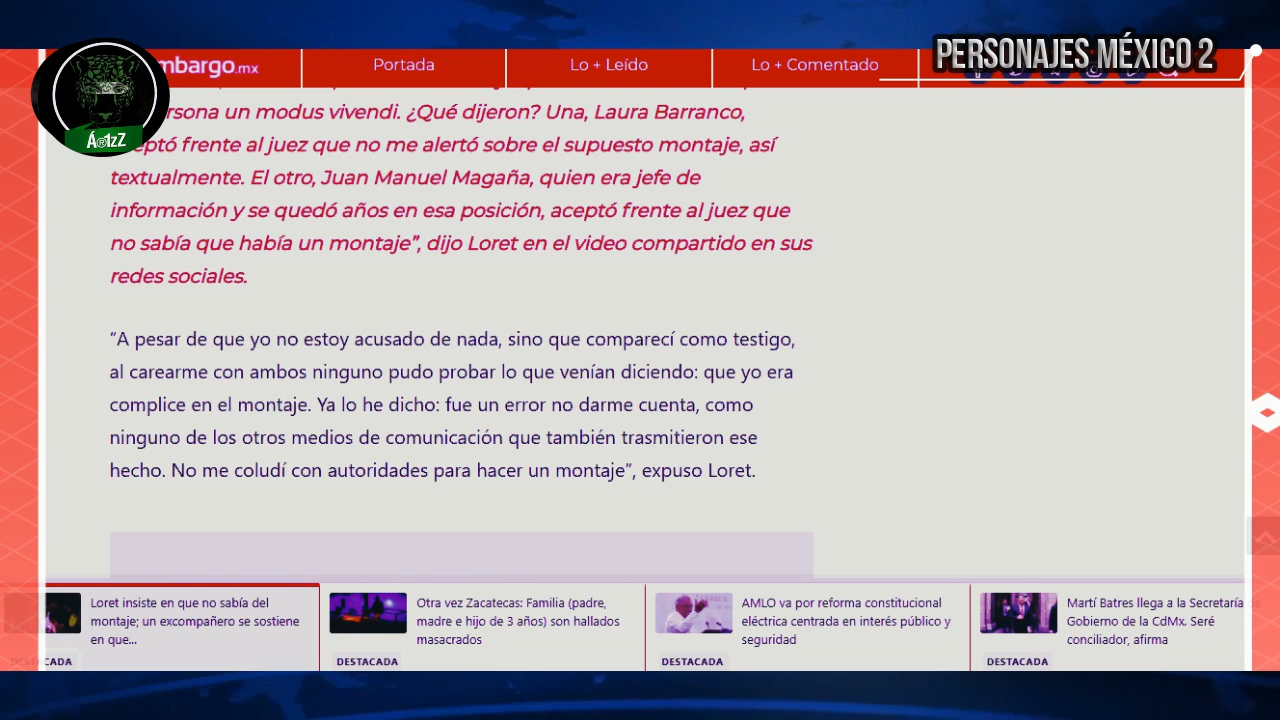 PERSONAJES MÉXICO 2
mbargo.mx
Portada
Lo + Leído
Lo + Comentado
Á@1zZ
rsona un modus vivendi. ¿Qué dijeron? Una, Laura Barranco,
eptó frente al juez que no me alertó sobre el supuesto montaje, así
textualmente. El otro, Juan Manuel Magaña, quien era jefe de
información y se quedó años en esa posición, aceptó frente al juez que
no sabía que había un montaje”, dijo Loret en el video compartido en sus
redes sociales.
“A pesar de que yo no estoy acusado de nada, sino que comparecí como testigo,
al carearme con ambos ninguno pudo probar lo que venían diciendo: que yo era
complice en el montaje. Ya lo he dicho: fue un error no darme cuenta, como
ninguno de los otros medios de comunicación que también trasmitieron ese
hecho. No me coludí con autoridades para hacer un montaje”, expuso Loret.
Loret insiste en que no sabía del
montaje; un excompañero se sostiene
en que...
DESTACADA
Otra vez Zacatecas: Familia (padre,
madre e hijo de 3 años) son hallados
masacrados
DESTACADA
AMLO va por reforma constitucional
eléctrica centrada en interés público y
seguridad
DESTACADA
Martí Batres llega a la Secretaría de
Gobierno de la CdMx. Seré
conciliador, afirma
DESTACADA